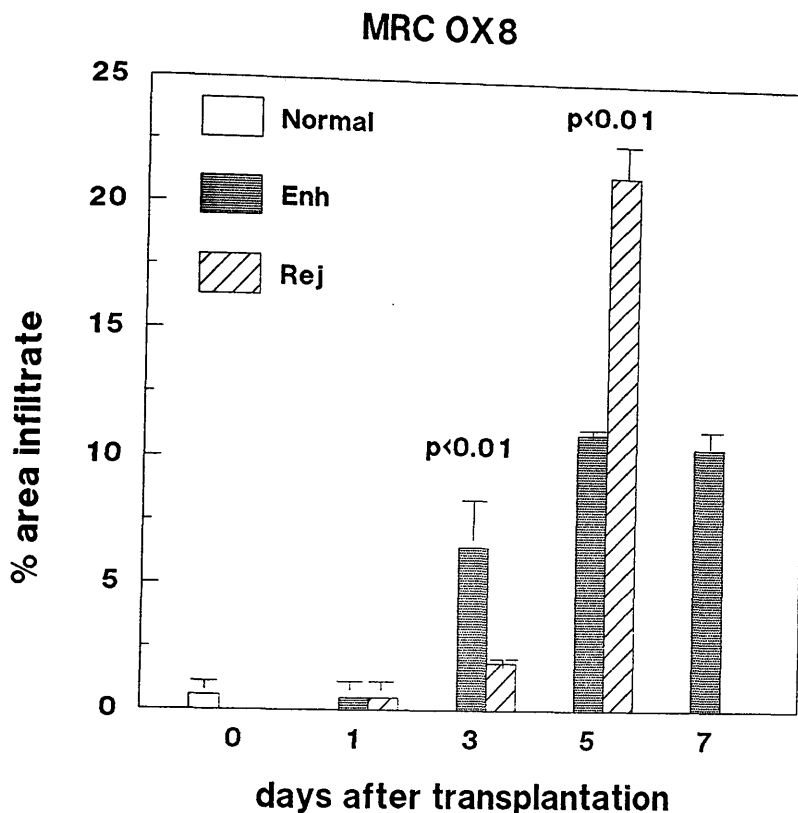 MRC OX8
25
20
15
10
5
0
% area infiltrate
Normal
Enh
Rej
p<0.01
p<0.01
0 1 3 5 7
days after transplantation